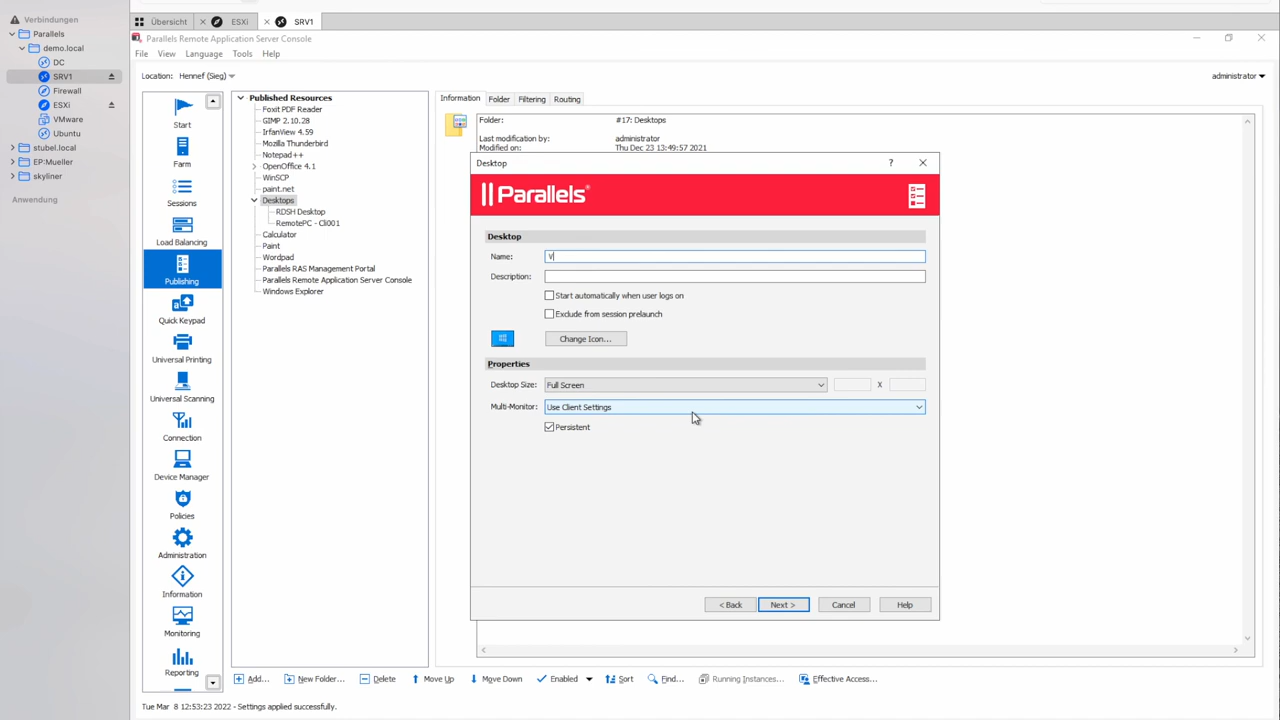 Verbindungen
Parallels
demo.local
DC
SRV1
Firewall
ESXi
VMware
Ubuntu
stubel.local
EP:Mueller
skyliner
Anwendung
Übersicht
ESXi
SRV1
Parallels Remote Application Server Console
File View Language Tools Help
Location: Hennef (Sieg)
administrator
Start
Farm
Sessions
Load Balancing
Publishing
Quick Keypad
Universal Printing
Universal Scanning
Connection
Device Manager
Policies
Administration
Information
Monitoring
Reporting
Published Resources
Foxit PDF Reader
GIMP 2.10.28
IrfanView 4.59
Mozilla Thunderbird
Notepad++
OpenOffice 4.1
WinSCP
paint.net
Desktops
RDSH Desktop
RemotePC - Cli001
Calculator
Paint
Wordpad
Parallels RAS Management Portal
Parallels Remote Application Server Console
Windows Explorer
Information Folder Filtering Routing
Folder: #17: Desktops
Last modification by: administrator
Modified on: Thu Dec 23 13:49:57 2021
Desktop
Parallels®
Desktop
Name: V
Description:
Start automatically when user logs on
Exclude from session prelaunch
Change Icon...
Properties
Desktop Size: Full Screen X
Multi-Monitor: Use Client Settings
Persistent
< Back Next > Cancel Help
Add... New Folder... Delete Move Up Move Down Enabled Sort Find... Running Instances... Effective Access...
Tue Mar 8 12:53:23 2022 - Settings applied successfully.